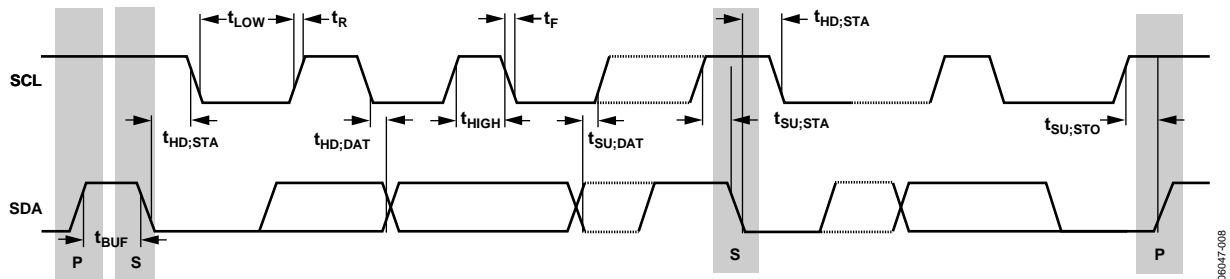 tLOW tR tF tHD;STA
SCL
tHD;STA tHD;DAT tHIGH tSU;DAT tSU;STA tSU;STO
SDA
tBUF
P S S P
06047-008